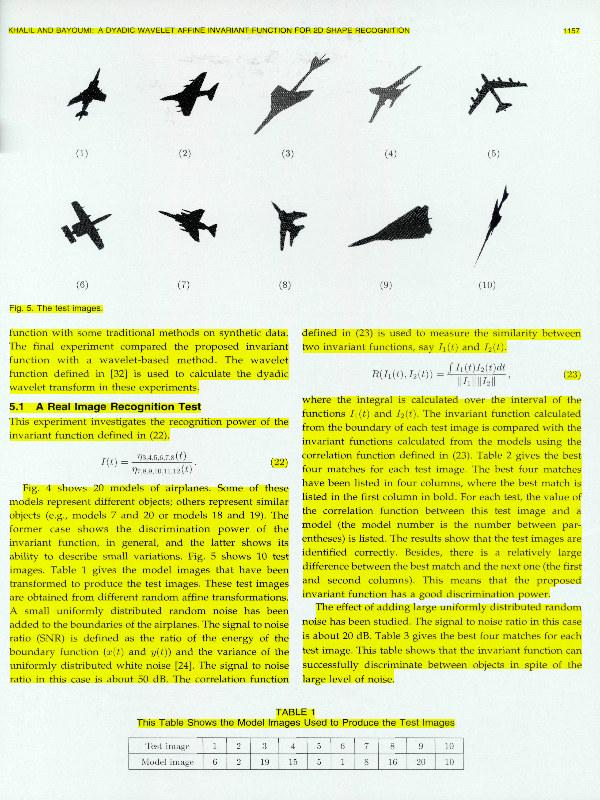 KHALIL AND BAYOUMI: A DYADIC WAVELET AFFINE INVARIANT FUNCTION FOR 2D SHAPE RECOGNITION 1157
(1) (2) (3) (4) (5)
(6) (7) (8) (9) (10)
Fig. 5. The test images.
function with some traditional methods on synthetic data.
The final experiment compared the proposed invariant
function with a wavelet-based method. The wavelet
function defined in [32] is used to calculate the dyadic
wavelet transform in these experiments.
5.1 A Real Image Recognition Test
This experiment investigates the recognition power of the
invariant function defined in (22).
I(t) = η3,4,5,6,7,8(t) / η7,8,9,10,11,12(t) . (22)
Fig. 4 shows 20 models of airplanes. Some of these
models represent different objects; others represent similar
objects (e.g., models 7 and 20 or models 18 and 19). The
former case shows the discrimination power of the
invariant function, in general, and the latter shows its
ability to describe small variations. Fig. 5 shows 10 test
images. Table 1 gives the model images that have been
transformed to produce the test images. These test images
are obtained from different random affine transformations.
A small uniformly distributed random noise has been
added to the boundaries of the airplanes. The signal to noise
ratio (SNR) is defined as the ratio of the energy of the
boundary function (x(t) and y(t)) and the variance of the
uniformly distributed white noise [24]. The signal to noise
ratio in this case is about 50 dB. The correlation function
defined in (23) is used to measure the similarity between
two invariant functions, say I1(t) and I2(t).
R(I1(t), I2(t)) = ∫ I1(t)I2(t)dt / ‖I1‖‖I2‖ , (23)
where the integral is calculated over the interval of the
functions I1(t) and I2(t). The invariant function calculated
from the boundary of each test image is compared with the
invariant functions calculated from the models using the
correlation function defined in (23). Table 2 gives the best
four matches for each test image. The best four matches
have been listed in four columns, where the best match is
listed in the first column in bold. For each test, the value of
the correlation function between this test image and a
model (the model number is the number between par-
entheses) is listed. The results show that the test images are
identified correctly. Besides, there is a relatively large
difference between the best match and the next one (the first
and second columns). This means that the proposed
invariant function has a good discrimination power.
The effect of adding large uniformly distributed random
noise has been studied. The signal to noise ratio in this case
is about 20 dB. Table 3 gives the best four matches for each
test image. This table shows that the invariant function can
successfully discriminate between objects in spite of the
large level of noise.
TABLE 1
This Table Shows the Model Images Used to Produce the Test Images
Test image 1 2 3 4 5 6 7 8 9 10
Model image 6 2 19 15 5 1 8 16 20 10